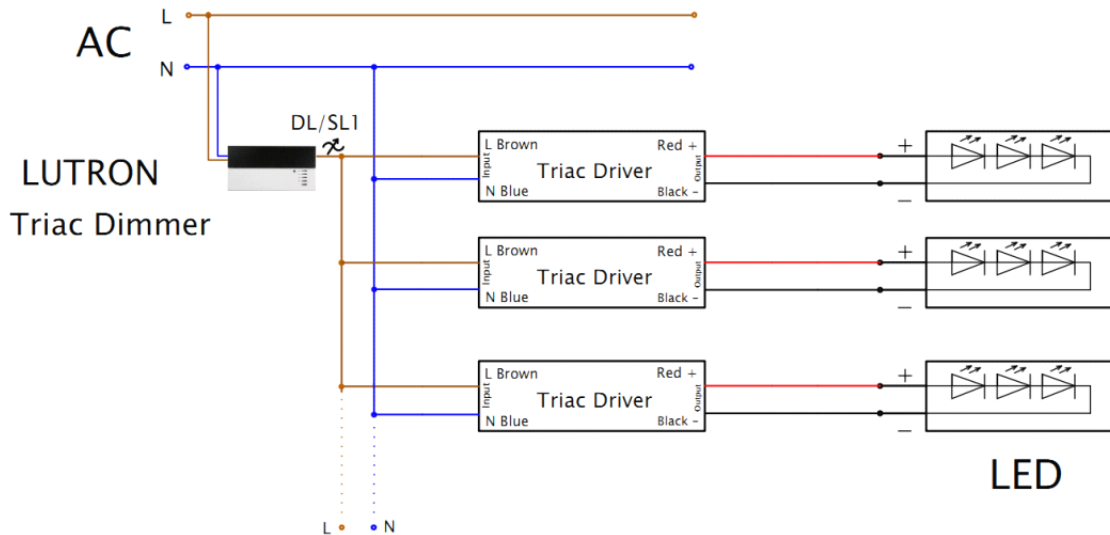 L
AC
N
DL/SL1
LUTRON
Triac Dimmer
L Brown
Input
N Blue
Triac Driver
Red +
Output
Black -
+
–
L Brown
Input
N Blue
Triac Driver
Red +
Output
Black -
+
–
L Brown
Input
N Blue
Triac Driver
Red +
Output
Black -
+
–
LED
L
N